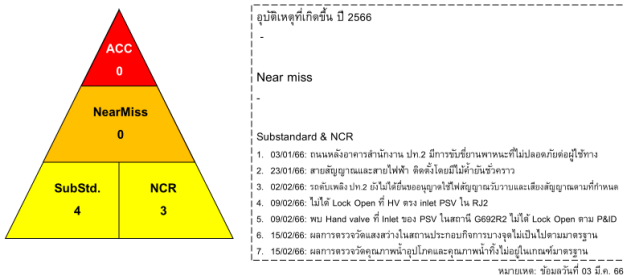 ACC
0
NearMiss
0
SubStd.
4
NCR
3
อุบัติเหตุที่เกิดขึ้น ปี 2566
-
Near miss
-
Substandard & NCR
1. 03/01/66: ถนนหลังอาคารสำนักงาน ปท.2 มีการขับขี่ยานพาหนะที่ไม่ปลอดภัยต่อผู้ใช้ทาง
2. 23/01/66: สายสัญญาณและสายไฟฟ้า ติดตั้งโดยมีไม้ค้ำยันชั่วคราว
3. 02/02/66: รถดับเพลิง ปท.2 ยังไม่ได้ยื่นขออนุญาตใช้ไฟสัญญาณวับวาบและเสียงสัญญาณตามที่กำหนด
4. 09/02/66: ไม่ได้ Lock Open ที่ HV ตรง inlet PSV ใน RJ2
5. 09/02/66: พบ Hand valve ที่ Inlet ของ PSV ในสถานี G692R2 ไม่ได้ Lock Open ตาม P&ID
6. 15/02/66: ผลการตรวจวัดแสงสว่างในสถานประกอบกิจการบางจุดไม่เป็นไปตามมาตรฐาน
7. 15/02/66: ผลการตรวจวัดคุณภาพน้ำอุปโภคและคุณภาพน้ำทิ้งไม่อยู่ในเกณฑ์มาตรฐาน
หมายเหตุ: ข้อมูลวันที่ 03 มี.ค. 66